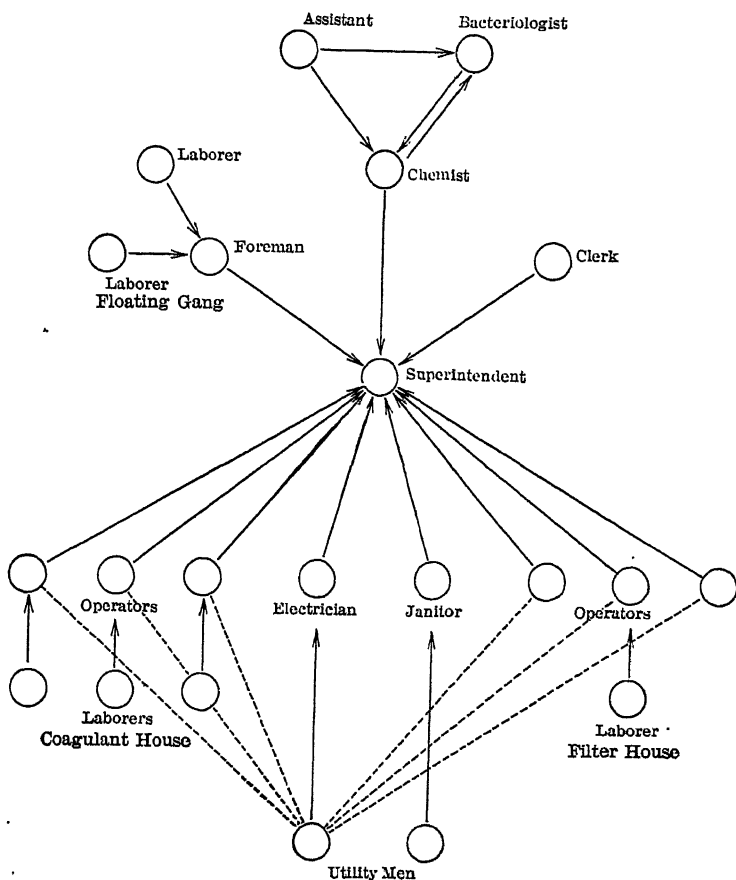 Assistant
Bacteriologist
Laborer
Chemist
Foreman
Clerk
Laborer
Floating Gang
Superintendent
Operators
Electrician
Janitor
Operators
Laborers
Coagulant House
Laborer
Filter House
Utility Men